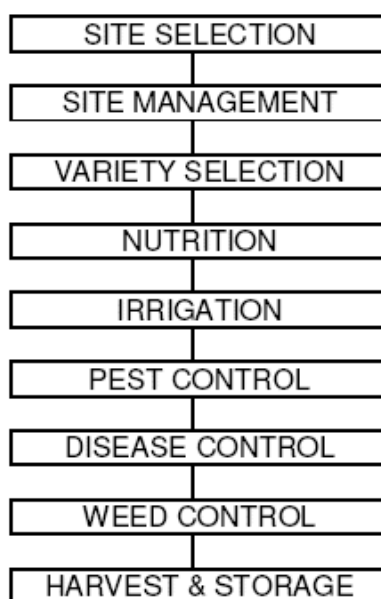 SITE SELECTION
SITE MANAGEMENT
VARIETY SELECTION
NUTRITION
IRRIGATION
PEST CONTROL
DISEASE CONTROL
WEED CONTROL
HARVEST & STORAGE